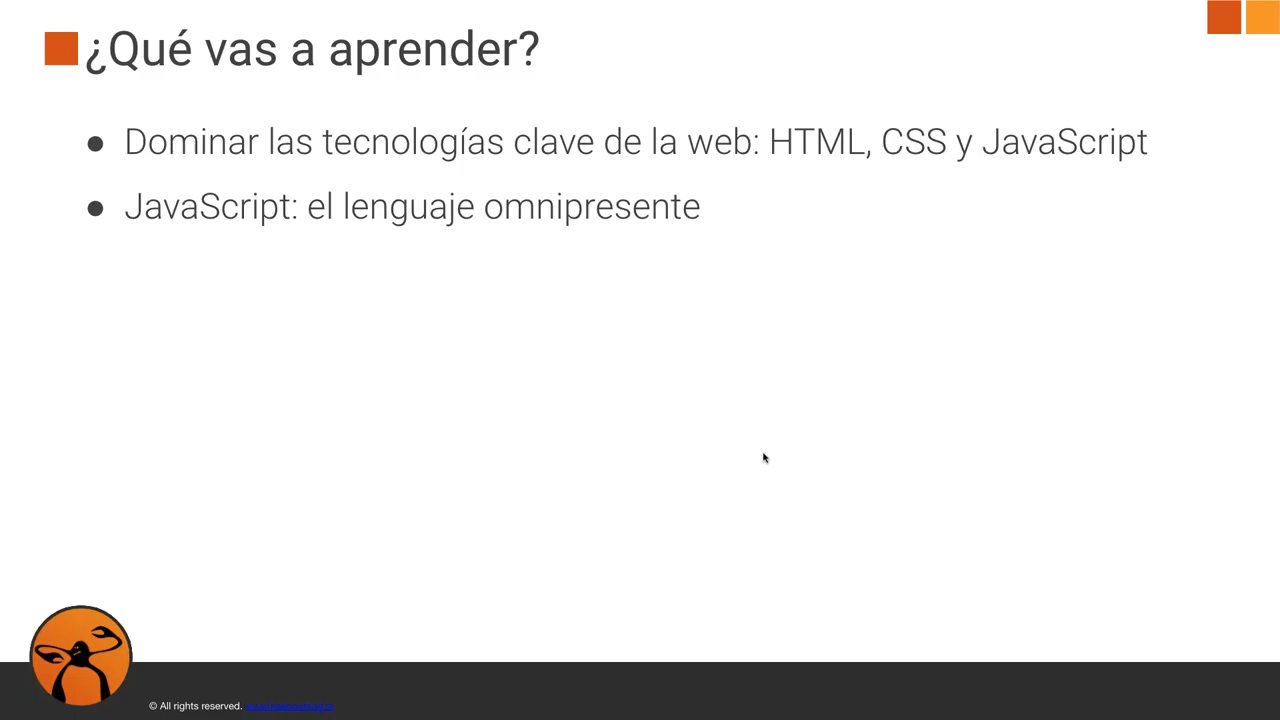 ¿Qué vas a aprender?
● Dominar las tecnologías clave de la web: HTML, CSS y JavaScript
● JavaScript: el lenguaje omnipresente
© All rights reserved.